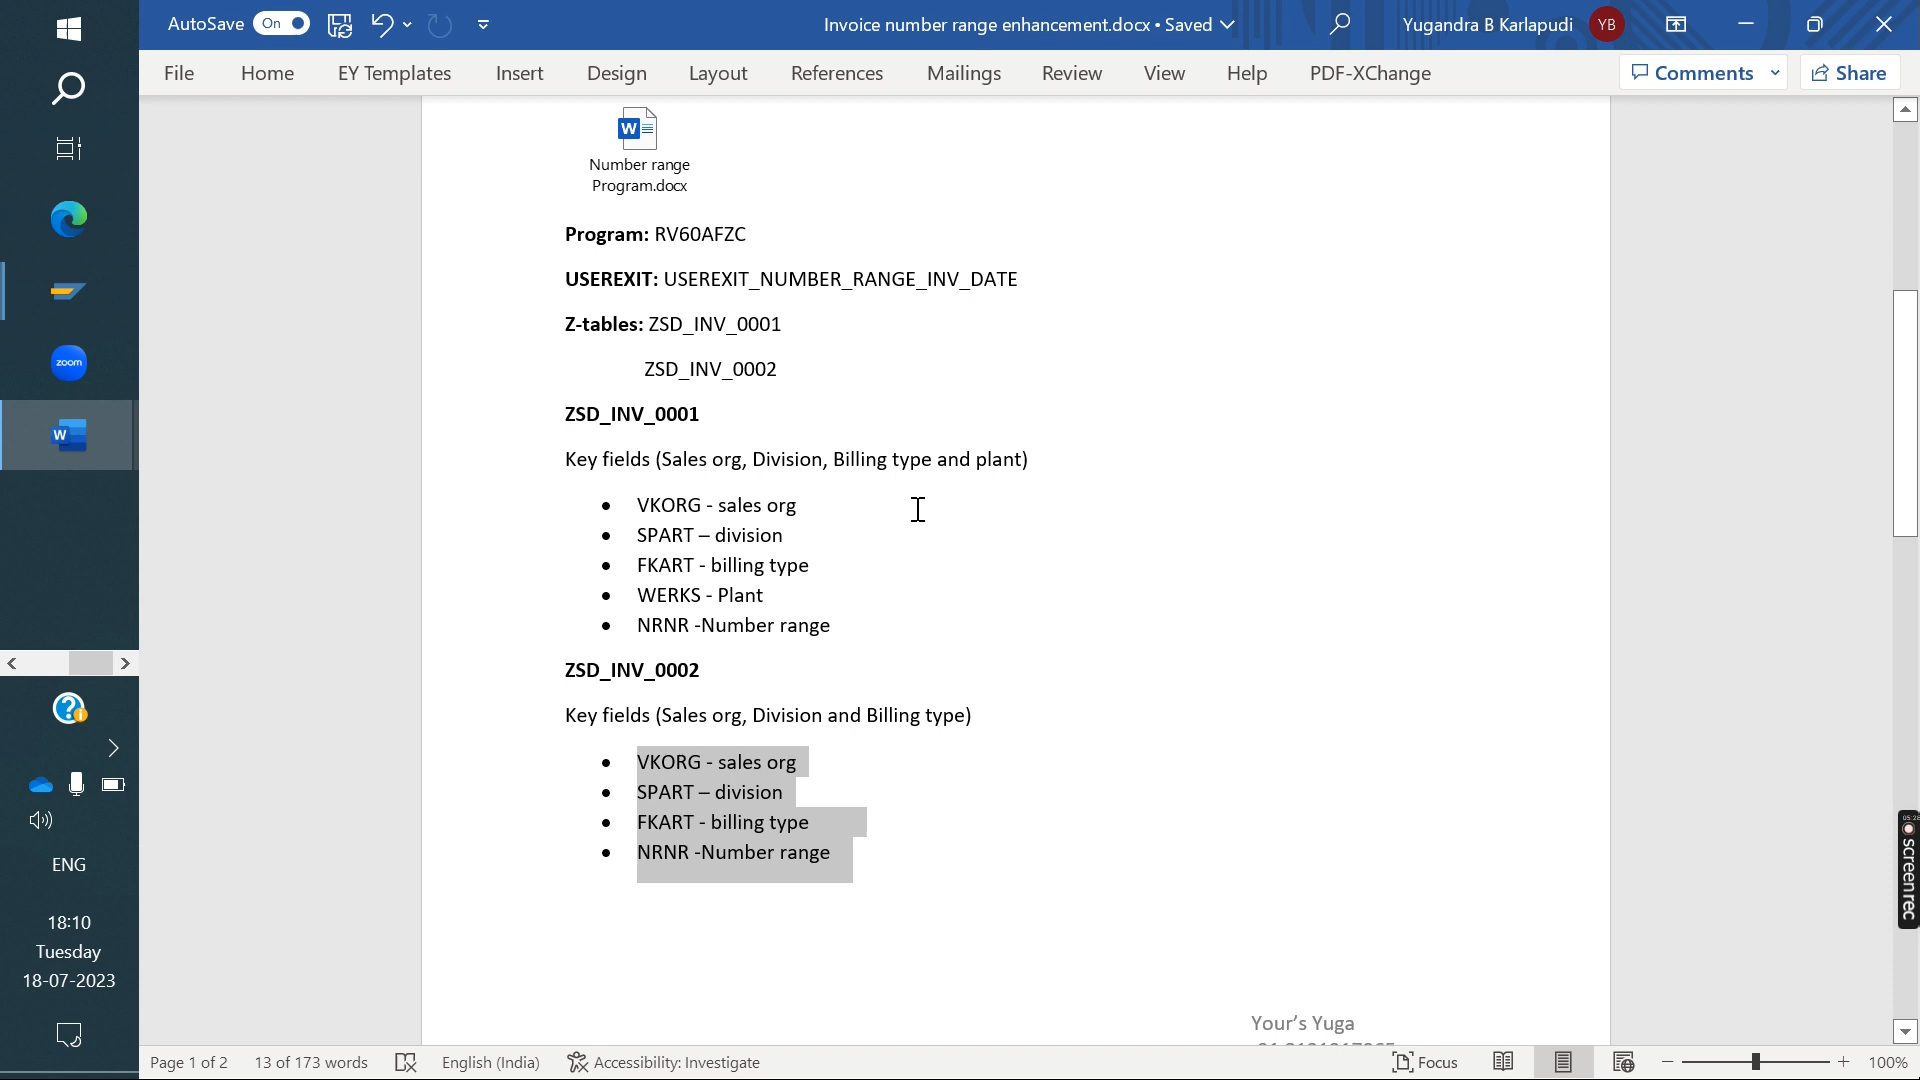 AutoSave On
Invoice number range enhancement.docx • Saved
Yugandra B Karlapudi YB
File Home EY Templates Insert Design Layout References Mailings Review View Help PDF-XChange Comments Share
W
Number range
Program.docx
Program: RV60AFZC
USEREXIT: USEREXIT_NUMBER_RANGE_INV_DATE
Z-tables: ZSD_INV_0001
ZSD_INV_0002
ZSD_INV_0001
Key fields (Sales org, Division, Billing type and plant)
• VKORG - sales org
• SPART – division
• FKART - billing type
• WERKS - Plant
• NRNR -Number range
ZSD_INV_0002
Key fields (Sales org, Division and Billing type)
• VKORG - sales org
• SPART – division
• FKART - billing type
• NRNR -Number range
Your's Yuga
zoom
W
ENG
18:10
Tuesday
18-07-2023
screenrec
Page 1 of 2 13 of 173 words English (India) Accessibility: Investigate Focus 100%